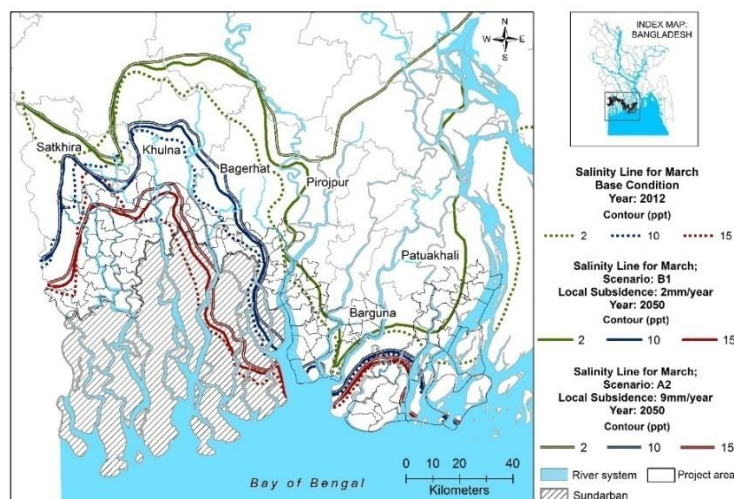 N
W E
S
INDEX MAP:
BANGLADESH
Satkhira
Khulna
Bagerhat
Pirojpur
Patuakhali
Barguna
Bay of Bengal
0 10 20 40
Kilometers
Salinity Line for March
Base Condition
Year: 2012
Contour (ppt)
2 10 15
Salinity Line for March;
Scenario: B1
Local Subsidence: 2mm/year
Year: 2050
Contour (ppt)
2 10 15
Salinity Line for March;
Scenario: A2
Local Subsidence: 9mm/year
Year: 2050
Contour (ppt)
2 10 15
River system Project area
Sundarban